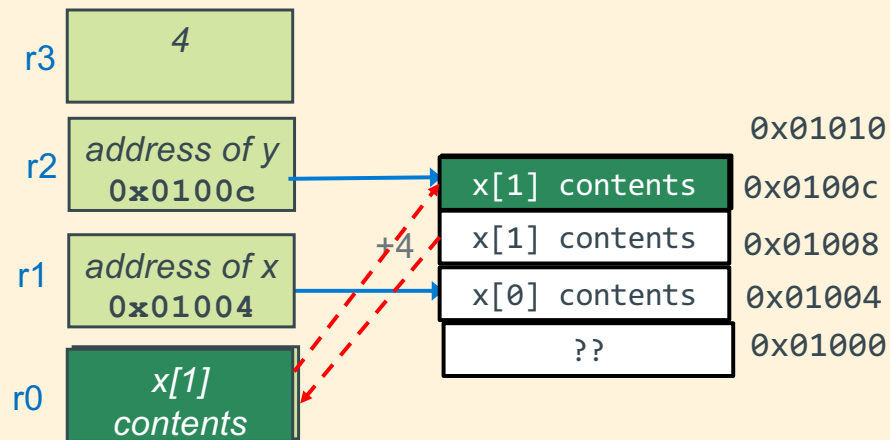 r3
4
r2
address of y
0x0100c
r1
address of x
0x01004
r0
x[1]
contents
+4
0x01010
x[1] contents
0x0100c
x[1] contents
0x01008
x[0] contents
0x01004
??
0x01000